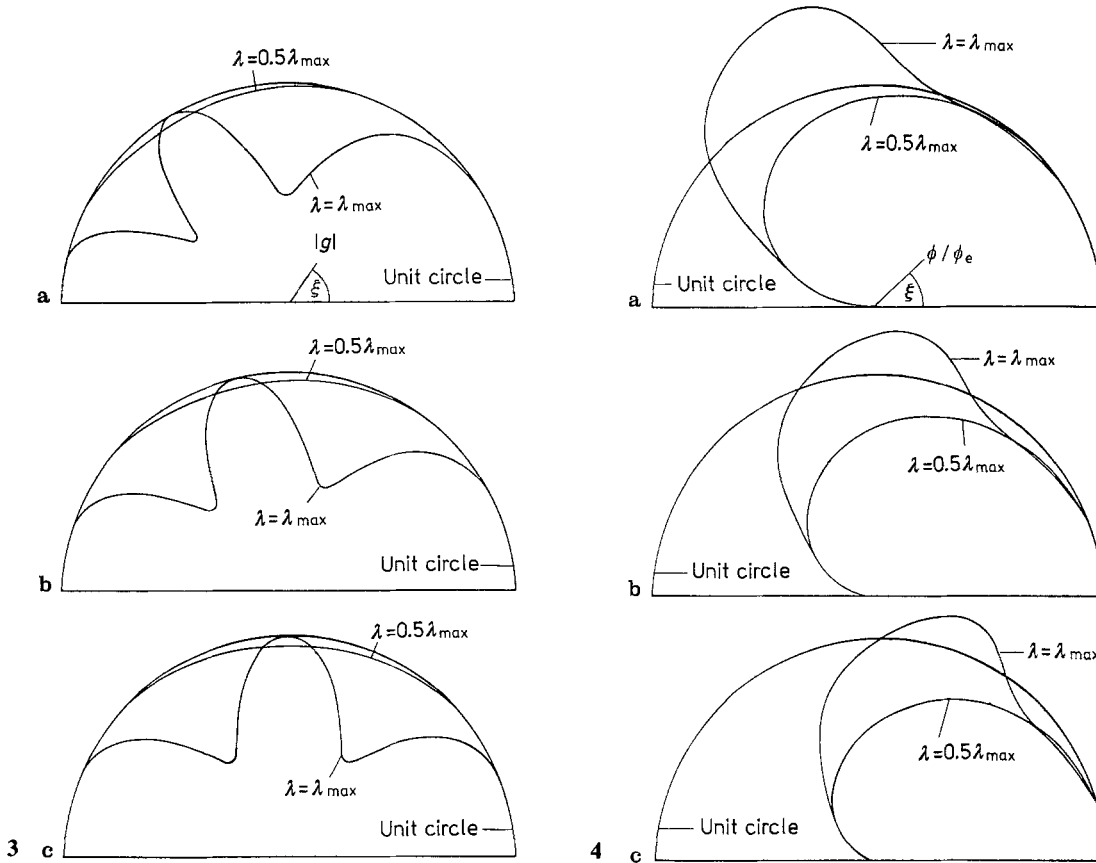 λ=0.5λmax
λ=λmax
|g|
ξ
Unit circle
a
λ=0.5λmax
λ=λmax
Unit circle
b
λ=0.5λmax
λ=λmax
Unit circle
3 c
λ=λmax
λ=0.5λmax
ϕ/ϕe
ξ
Unit circle
a
λ=λmax
λ=0.5λmax
Unit circle
b
λ=λmax
λ=0.5λmax
Unit circle
4 c